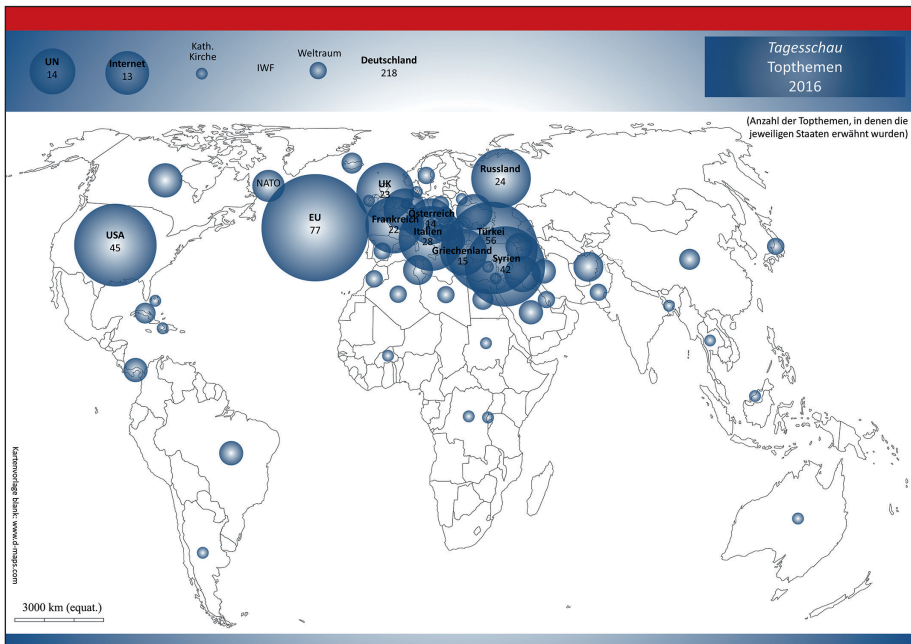 UN
14
Internet
13
Kath.
Kirche
IWF
Weltraum
Deutschland
218
Tagesschau
Topthemen
2016
(Anzahl der Topthemen, in denen die
jeweiligen Staaten erwähnt wurden)
NATO
EU
77
USA
45
UK
23
Russland
24
Frankreich
22
Österreich
14
Italien
28
Griechenland
15
Türkei
56
Syrien
42
Kartenvorlage blank: www.d-maps.com
3000 km (equat.)